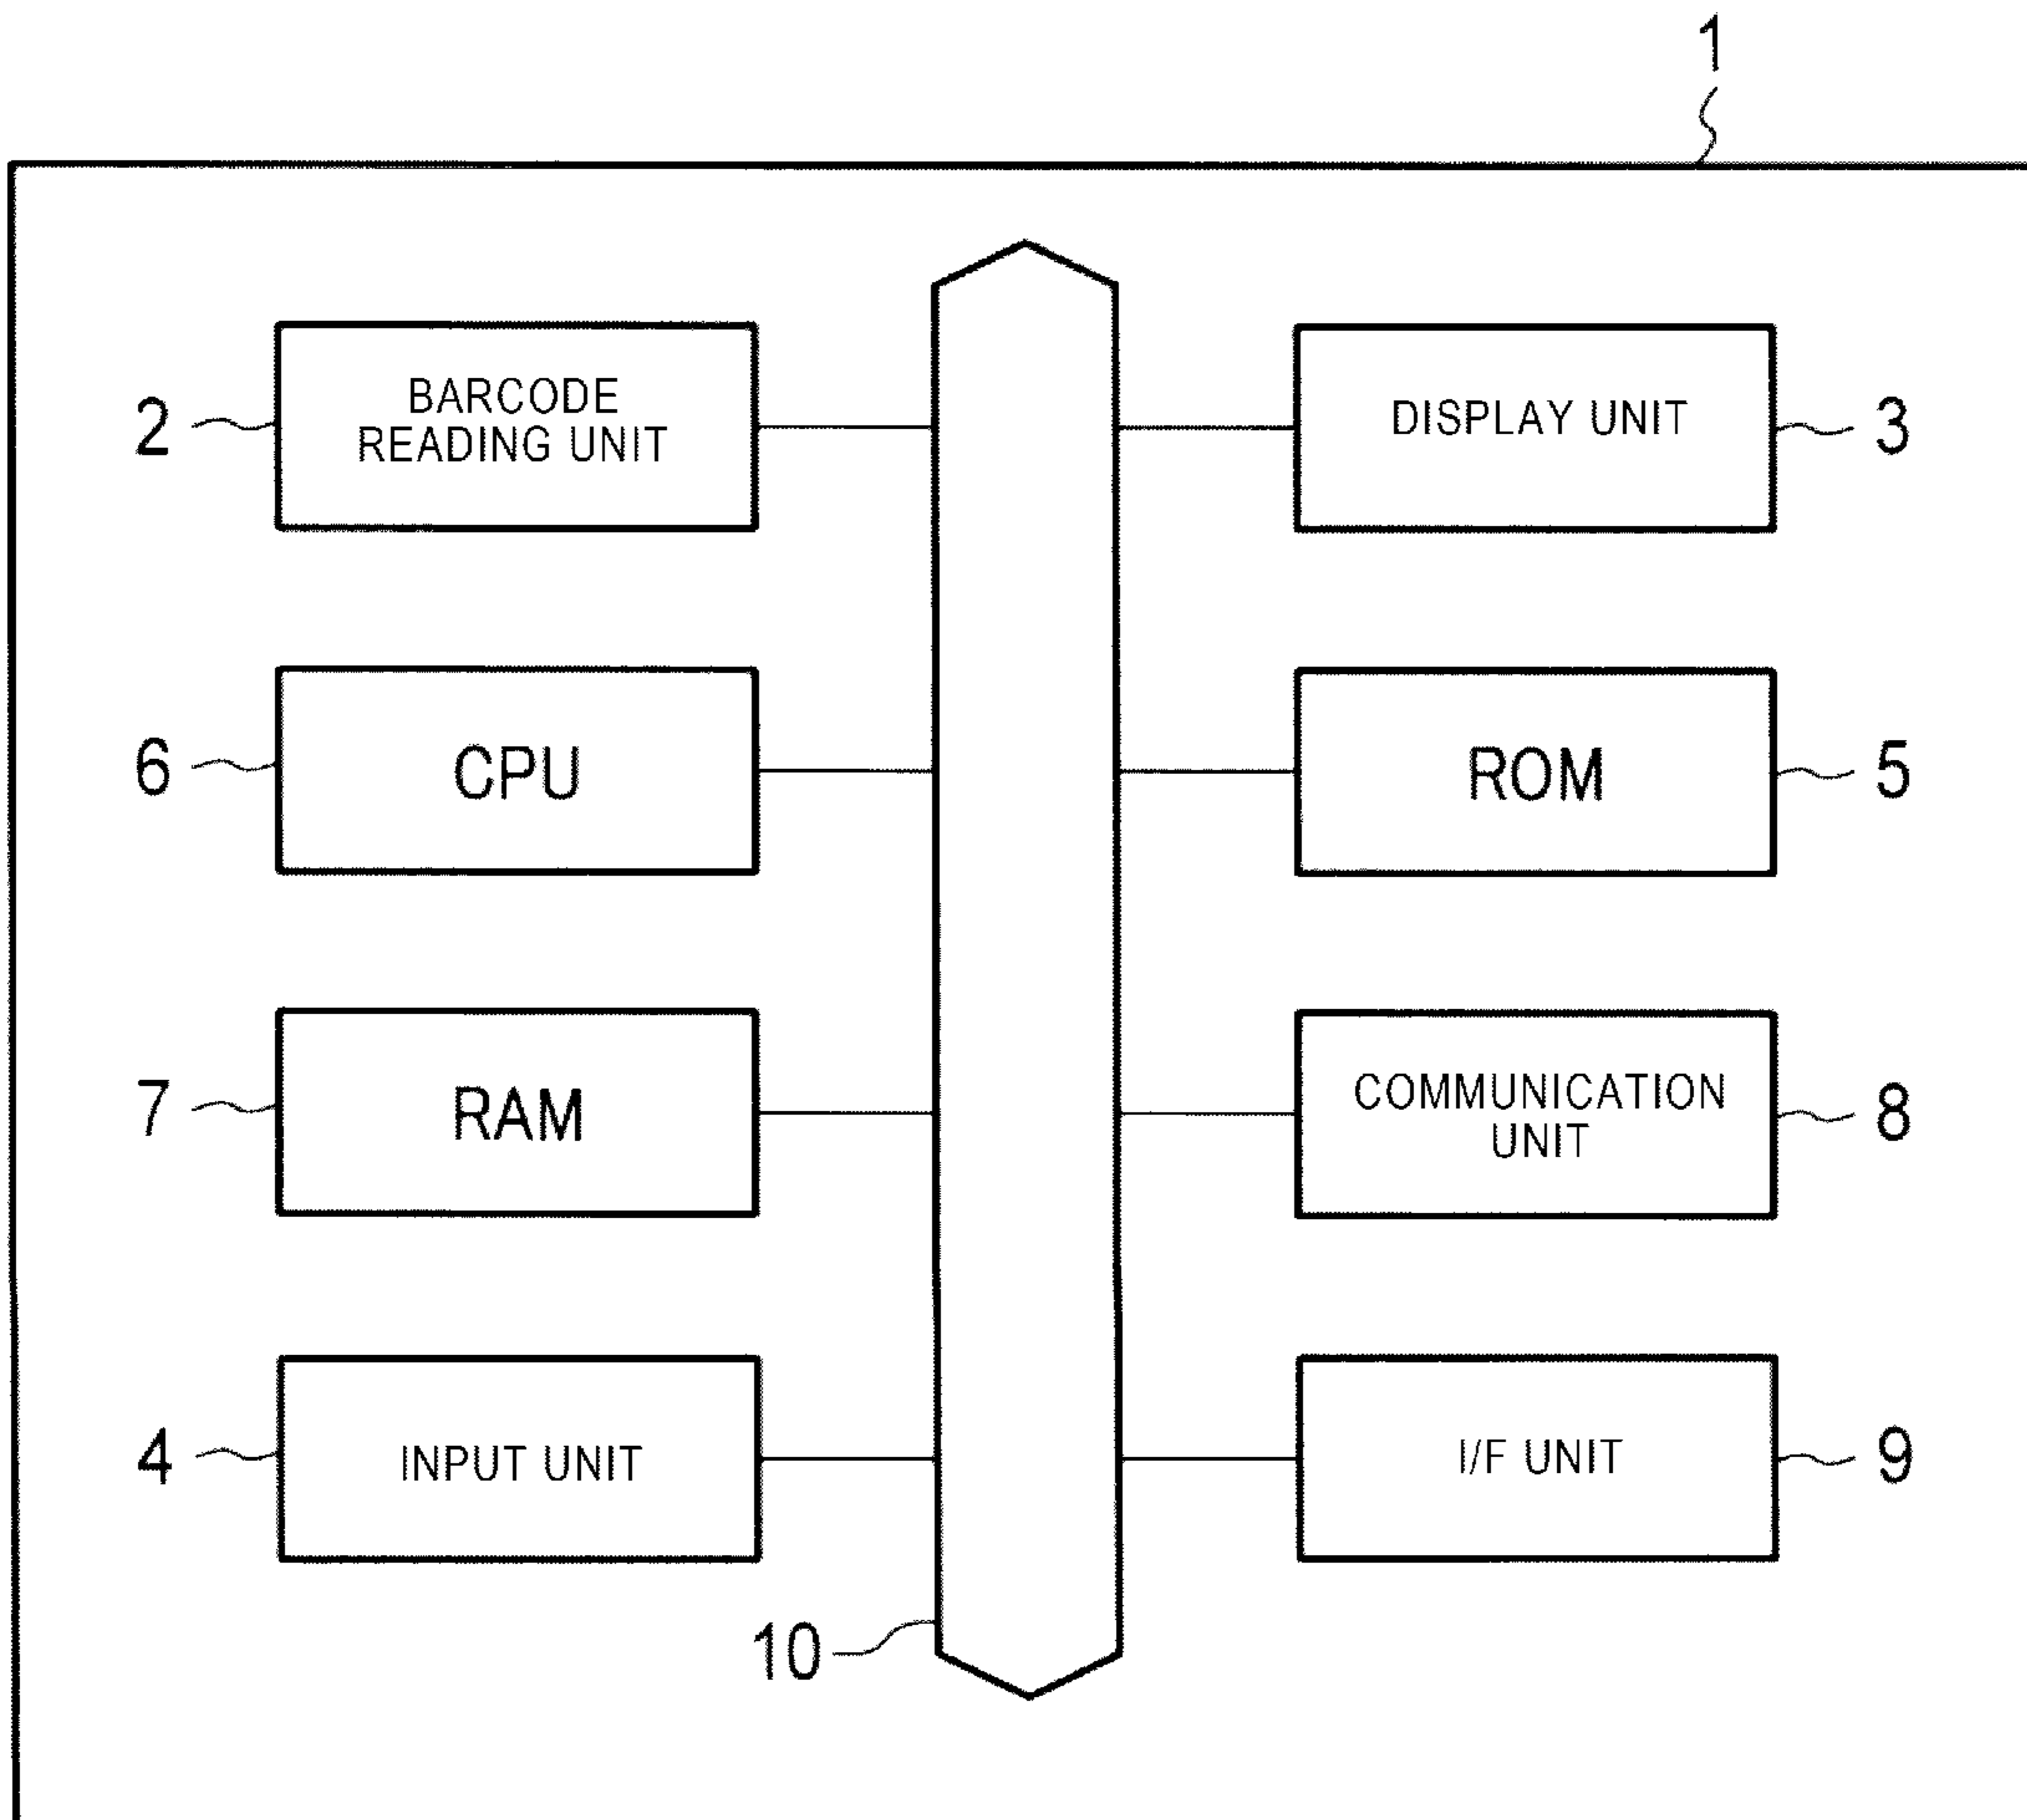 1
BARCODE
READING UNIT
2
DISPLAY UNIT
3
6
CPU
ROM
5
7
RAM
COMMUNICATION
UNIT
8
4
INPUT UNIT
I/F UNIT
9
10